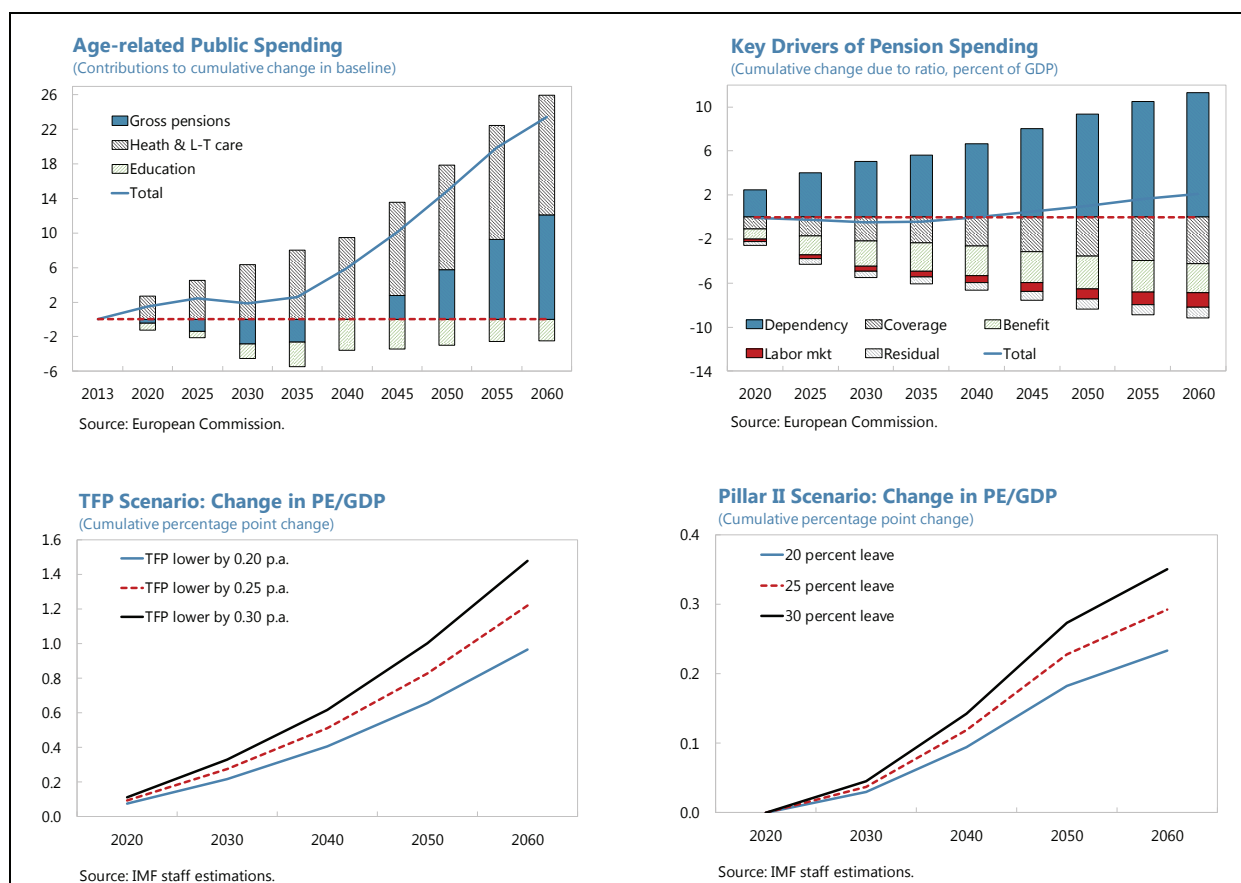 Age-related Public Spending
(Contributions to cumulative change in baseline)
26
22
18
14
10
6
2
-2
-6
Gross pensions
Heath & L-T care
Education
Total
2013 2020 2025 2030 2035 2040 2045 2050 2055 2060
Source: European Commission.
Key Drivers of Pension Spending
(Cumulative change due to ratio, percent of GDP)
10
6
2
-2
-6
-10
-14
Dependency Coverage Benefit
Labor mkt Residual Total
2020 2025 2030 2035 2040 2045 2050 2055 2060
Source: European Commission.
TFP Scenario: Change in PE/GDP
(Cumulative percentage point change)
1.6
1.4
1.2
1.0
0.8
0.6
0.4
0.2
0.0
TFP lower by 0.20 p.a.
TFP lower by 0.25 p.a.
TFP lower by 0.30 p.a.
2020 2030 2040 2050 2060
Source: IMF staff estimations.
Pillar II Scenario: Change in PE/GDP
(Cumulative percentage point change)
0.4
0.3
0.2
0.1
0.0
20 percent leave
25 percent leave
30 percent leave
2020 2030 2040 2050 2060
Source: IMF staff estimations.